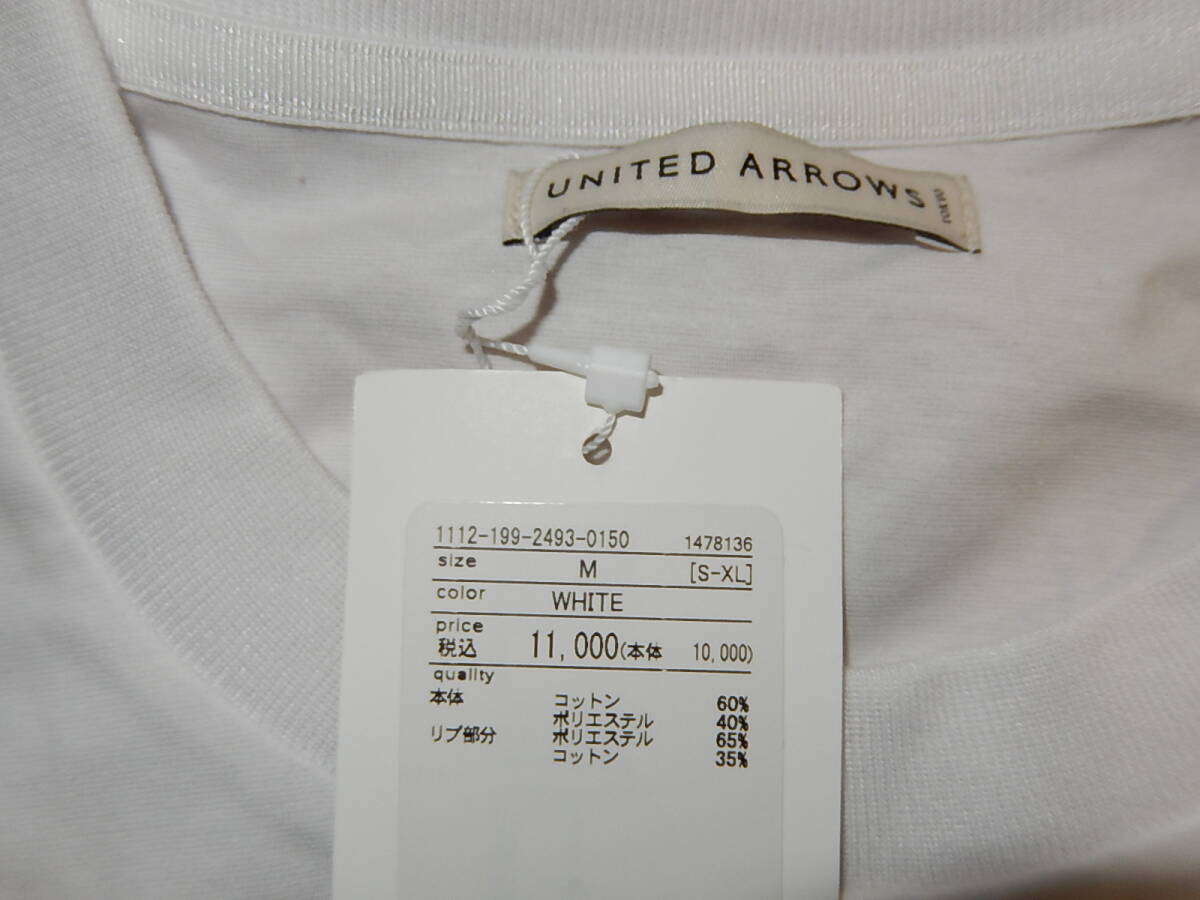 UNITED ARROWS
TOKYO
1112-199-2493-0150 1478136
size M [S-XL]
color WHITE
price
税込 11,000(本体 10,000)
quality
本体 コットン 60%
ポリエステル 40%
リブ部分 ポリエステル 65%
コットン 35%